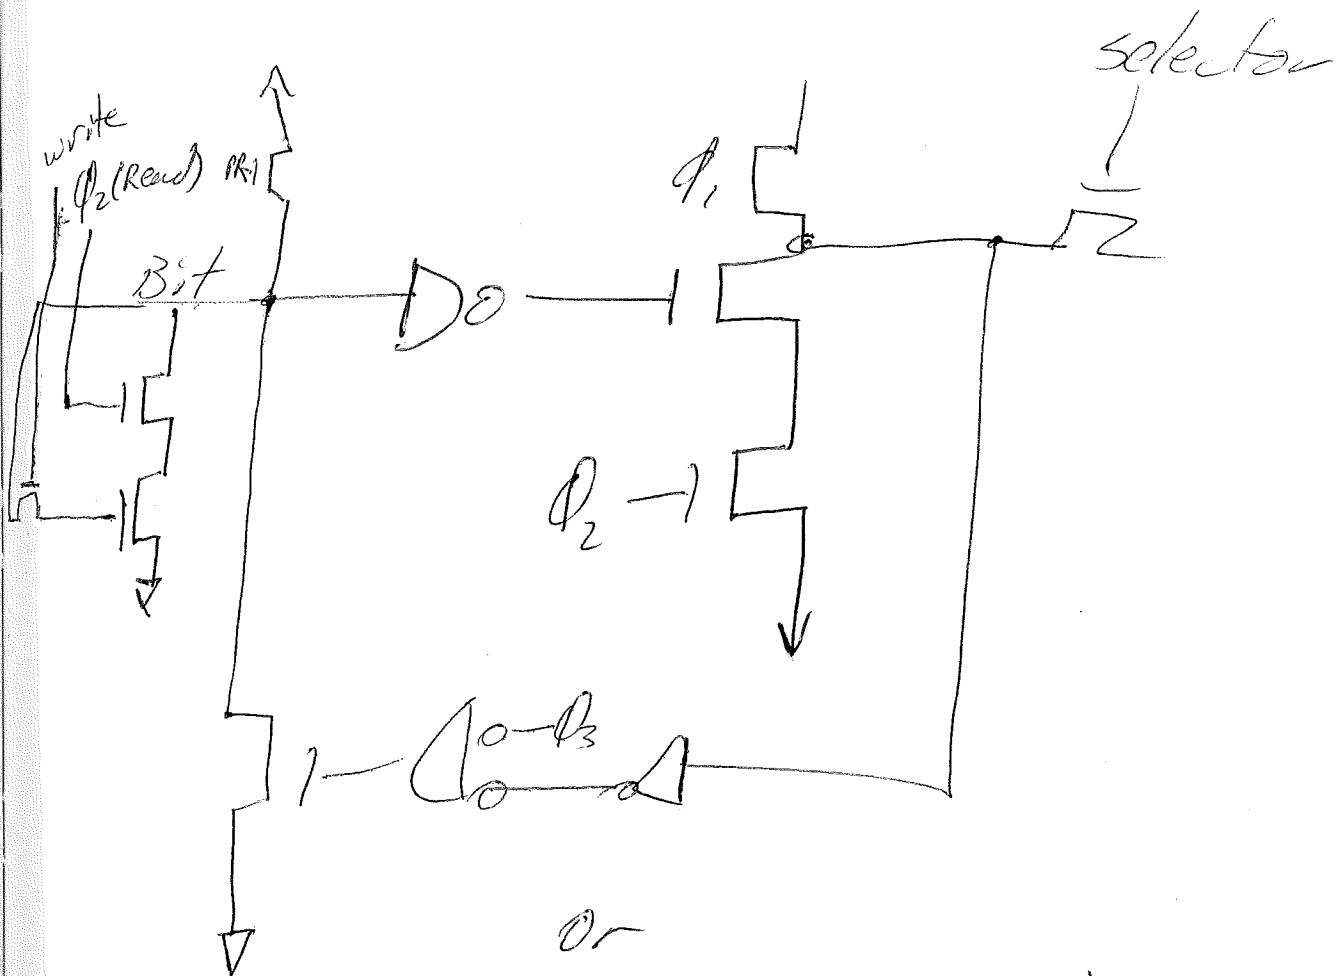 selector
write
φ₂(Read)
φ₁
Bit
φ₂
φ₃
Or